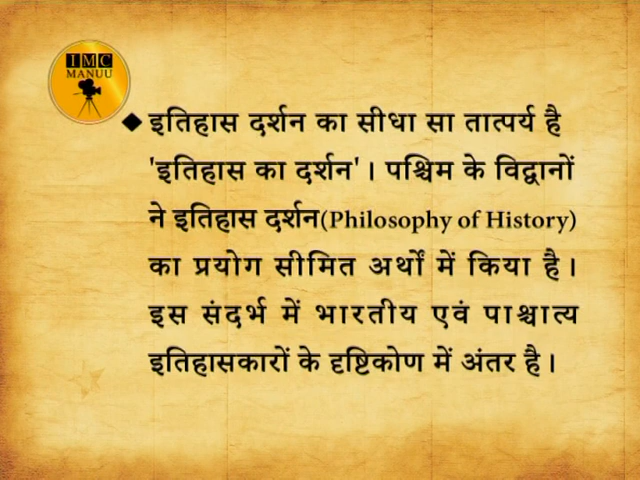 IMC
MANUU
◆ इतिहास दर्शन का सीधा सा तात्पर्य है
'इतिहास का दर्शन'। पश्चिम के विद्वानों
ने इतिहास दर्शन(Philosophy of History)
का प्रयोग सीमित अर्थों में किया है।
इस संदर्भ में भारतीय एवं पाश्चात्य
इतिहासकारों के दृष्टिकोण में अंतर है।